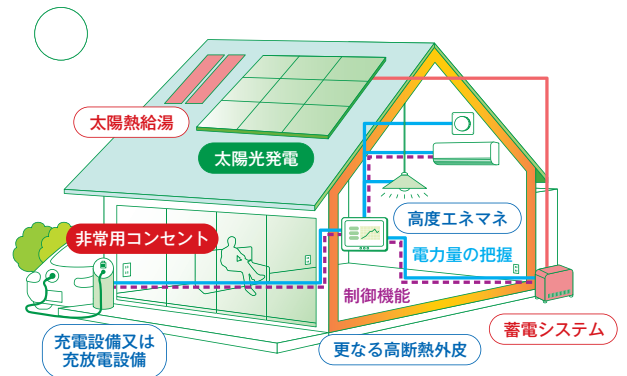 太陽熱給湯
太陽光発電
非常用コンセント
高度エネマネ
電力量の把握
制御機能
蓄電システム
充電設備又は
充放電設備
更なる高断熱外皮